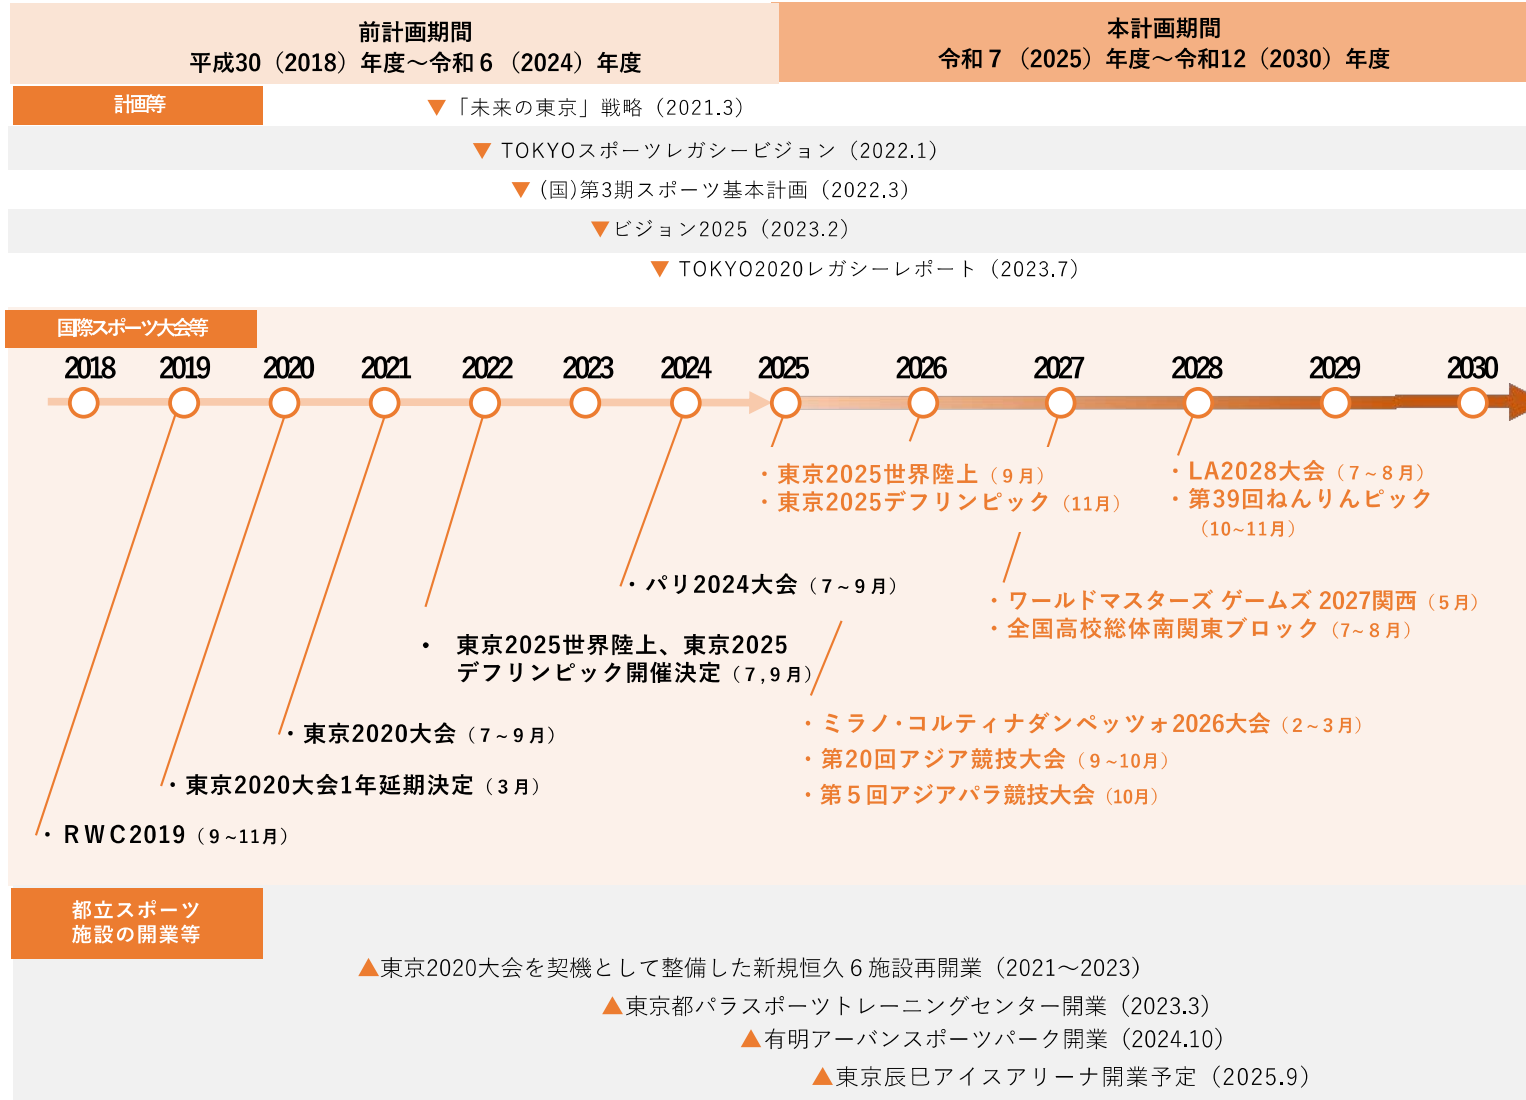 前計画期間
平成30（2018）年度～令和６（2024）年度
本計画期間
令和７（2025）年度～令和12（2030）年度
計画等
▼「未来の東京」戦略（2021.3）
▼ TOKYOスポーツレガシービジョン（2022.1）
▼ (国)第3期スポーツ基本計画（2022.3）
▼ビジョン2025（2023.2）
▼ TOKYO2020レガシーレポート（2023.7）
国際スポーツ大会等
2018 2019 2020 2021 2022 2023 2024 2025 2026 2027 2028 2029 2030
・東京2025世界陸上（９月）
・東京2025デフリンピック（11月）
・LA2028大会（７～８月）
・第39回ねんりんピック
（10~11月）
・パリ2024大会（７～９月）
・ワールドマスターズ ゲームズ 2027関西（５月）
・全国高校総体南関東ブロック（7～８月）
・ 東京2025世界陸上、東京2025
デフリンピック開催決定（７,９月）
・ミラノ・コルティナダンペッツォ2026大会（２～３月）
・東京2020大会（７～９月）
・第20回アジア競技大会（９~10月）
・東京2020大会1年延期決定（３月）
・第５回アジアパラ競技大会（10月）
・RWC2019（９~11月）
都立スポーツ
施設の開業等
▲東京2020大会を契機として整備した新規恒久６施設再開業（2021～2023）
▲東京都パラスポーツトレーニングセンター開業（2023.3）
▲有明アーバンスポーツパーク開業（2024.10）
▲東京辰巳アイスアリーナ開業予定（2025.9）